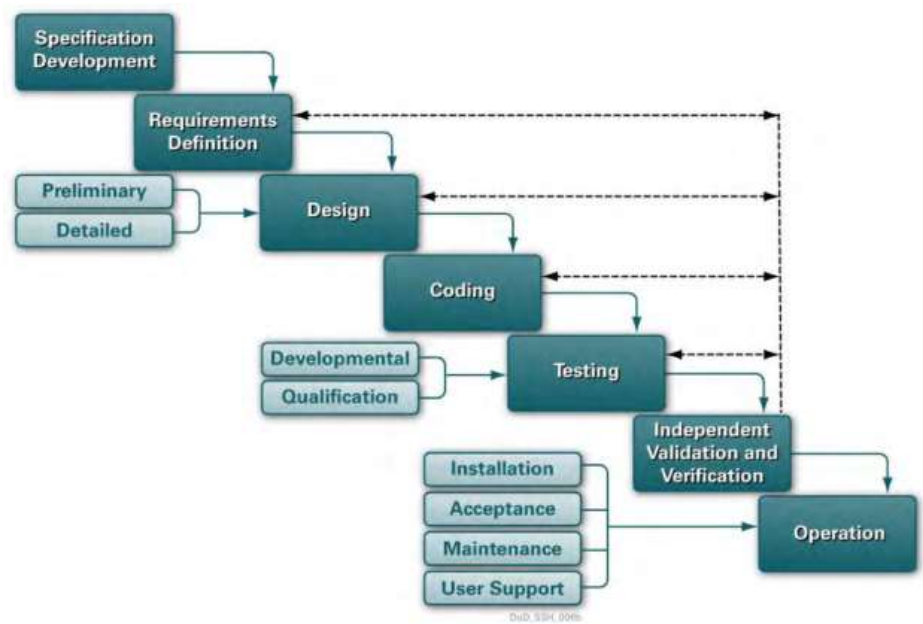 Specification
Development
Requirements
Definition
Preliminary
Detailed
Design
Coding
Developmental
Qualification
Testing
Independent
Validation and
Verification
Installation
Acceptance
Maintenance
User Support
Operation
DoD_SSH_006b